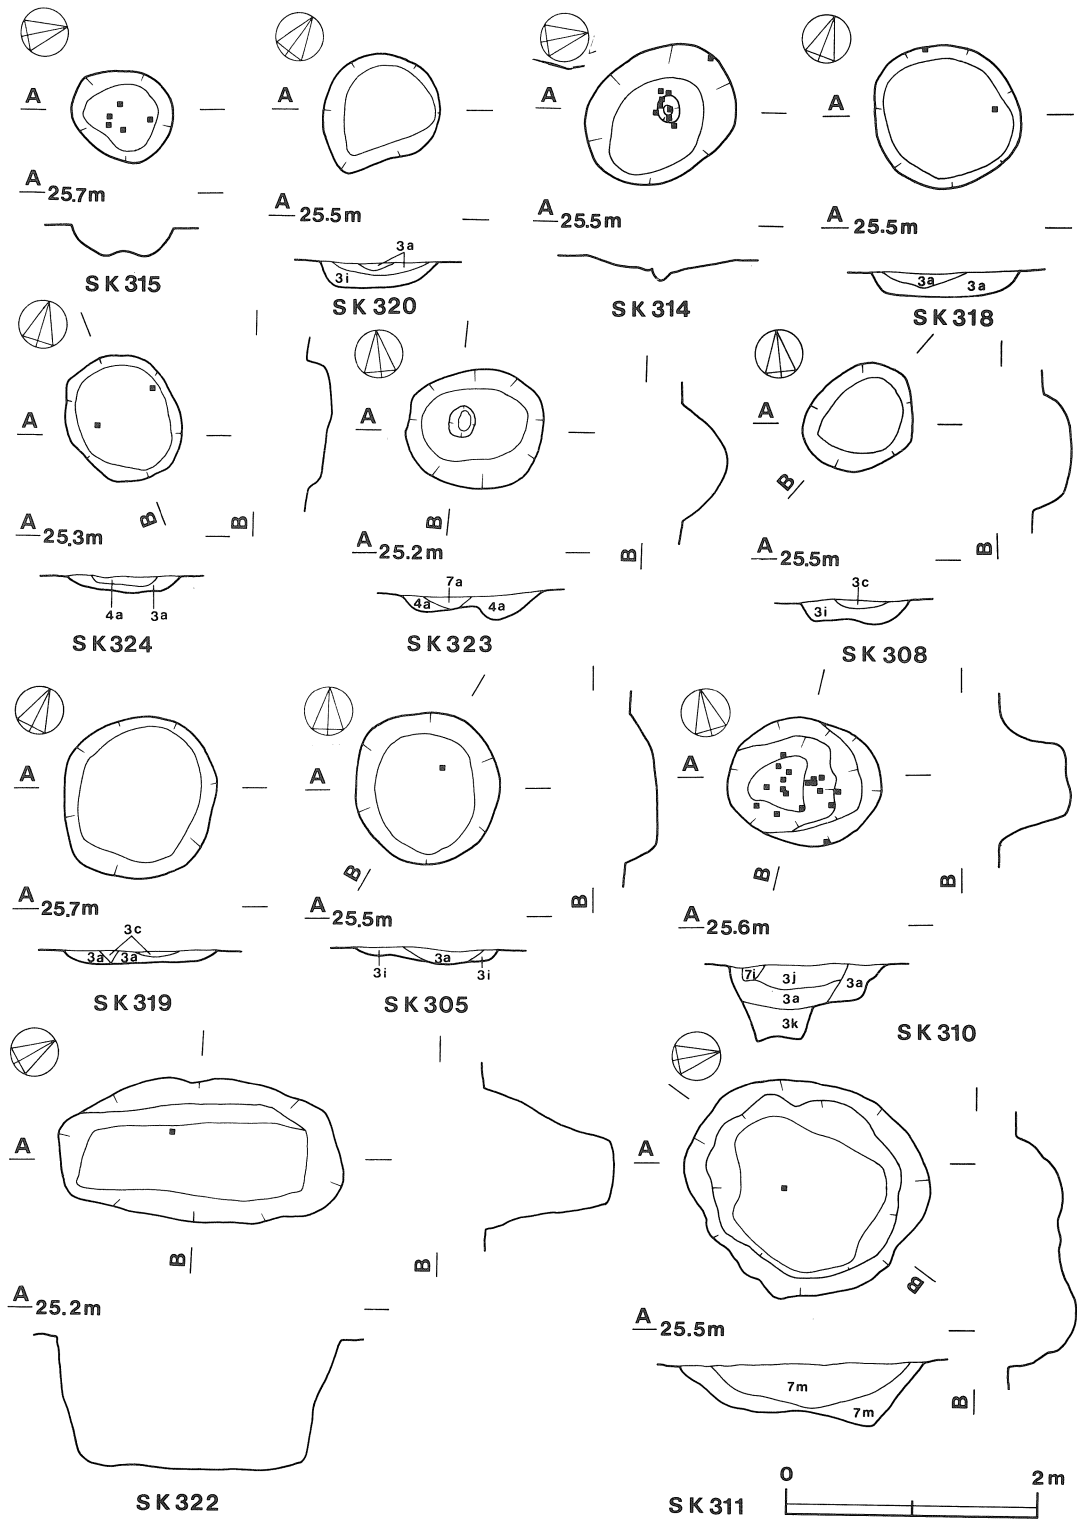 A
A 25.7m
SK315
A
A 25.5m
3a
3i
SK320
A
A 25.5m
SK314
A
A 25.5m
3a 3a
SK318
A
B
B
A 25.3m
4a 3a
SK324
A
B
B
A 25.2m
7a
4a 4a
SK323
A
B
B
A 25.5m
3c
3i
SK308
A
A 25.7m
3c
3a 3a
SK319
A
B
B
A 25.5m
3a
3i 3i
SK305
A
B
B
A 25.6m
7i 3j 3a
3a
3k
SK310
A
B
B
A 25.2m
SK322
A
B
B
A 25.5m
7m
7m
SK311
0 2m